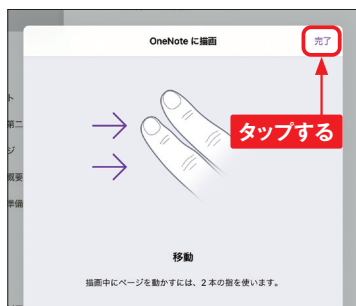 OneNote に描画
完了
ト
第二
タップする
ジ
概要
準備
移動
描画中にページを動かすには、2 本の指を使います。